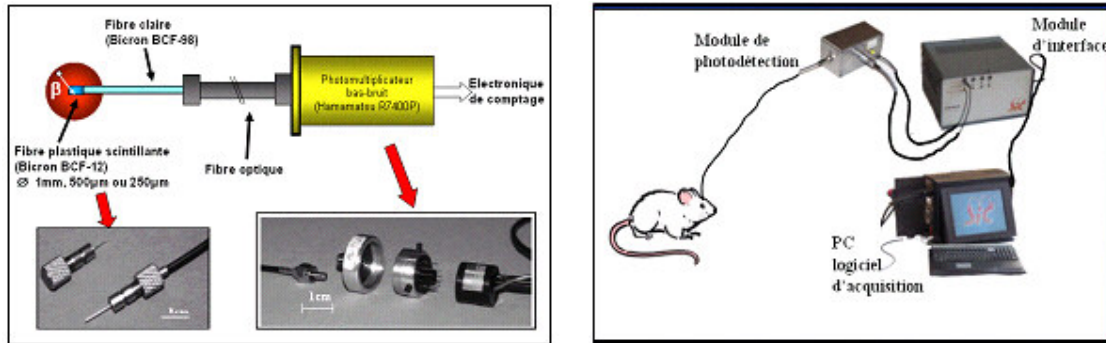 Fibre claire
(Bicron BCF-98)
β
Photomultiplicateur
bas-bruit
(Hamamatsu R7400P)
Electronique
de comptage
Fibre plastique scintillante
(Bicron BCF-12)
Ø 1mm, 500µm ou 250µm
Fibre optique
1cm
Module de
photodétection
Module
d'interface
PC
logiciel
d'acquisition